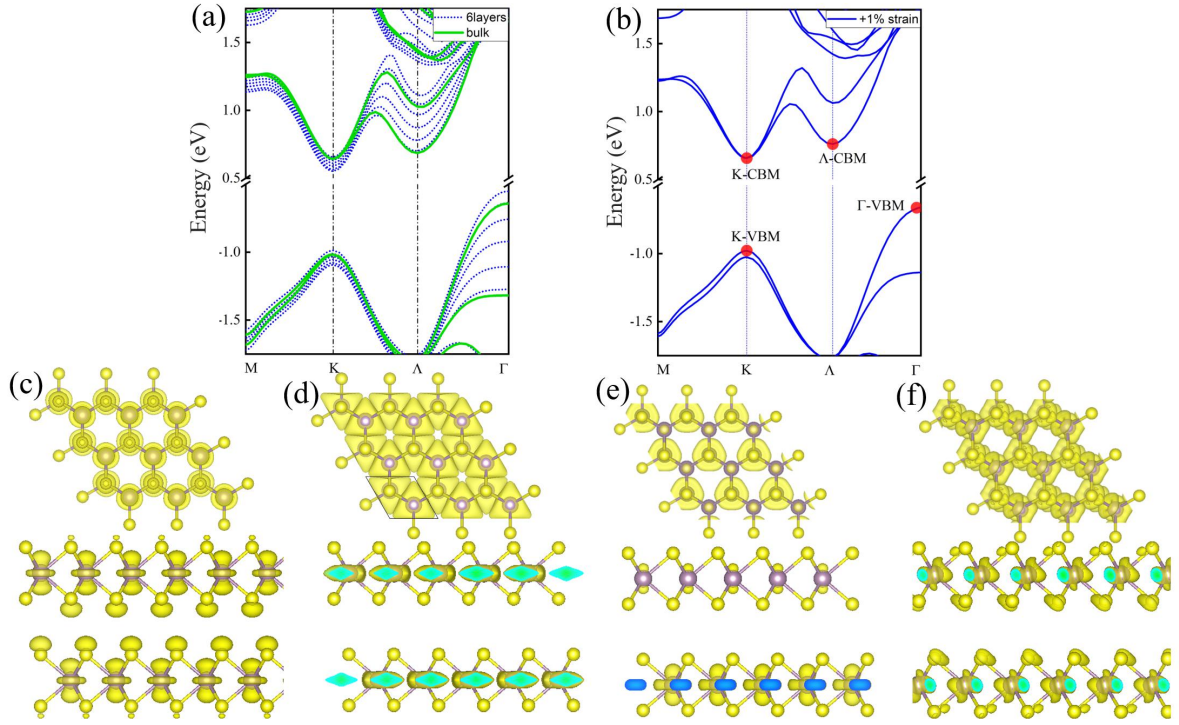 (a)
6layers
bulk
1.5
1.0
0.5
-1.0
-1.5
Energy (eV)
M
K
Λ
Γ
(b)
+1% strain
1.5
1.0
0.5
-1.0
-1.5
Energy (eV)
K-CBM
Λ-CBM
Γ-VBM
K-VBM
M
K
Λ
Γ
(c)
(d)
(e)
(f)